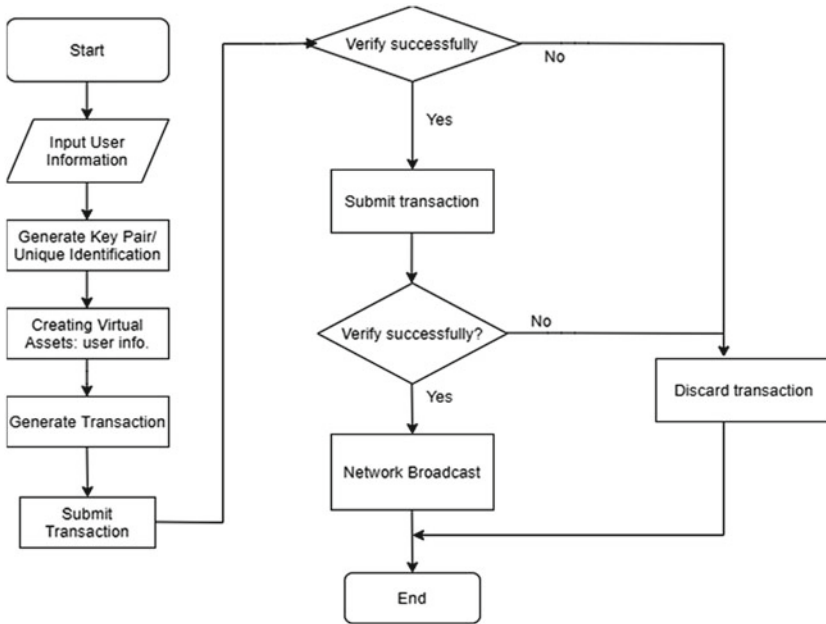 Start
Input User
Information
Generate Key Pair/
Unique Identification
Creating Virtual
Assets: user info.
Generate Transaction
Submit
Transaction
Verify successfully
No
Yes
Submit transaction
Verify successfully?
No
Yes
Discard transaction
Network Broadcast
End